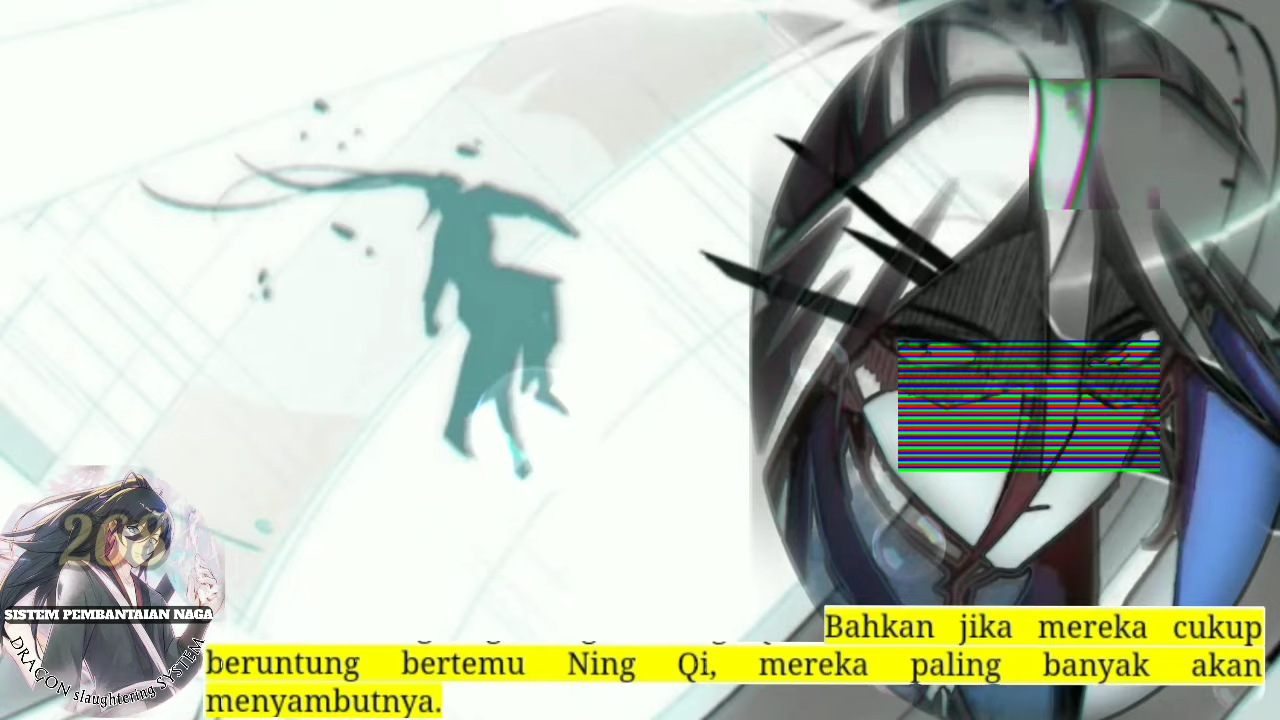 268
SISTEM PEMBANTAIAN NAGA
DRAGON slaughtering SYSTEM
Bahkan jika mereka cukup
beruntung bertemu Ning Qi, mereka paling banyak akan
menyambutnya.